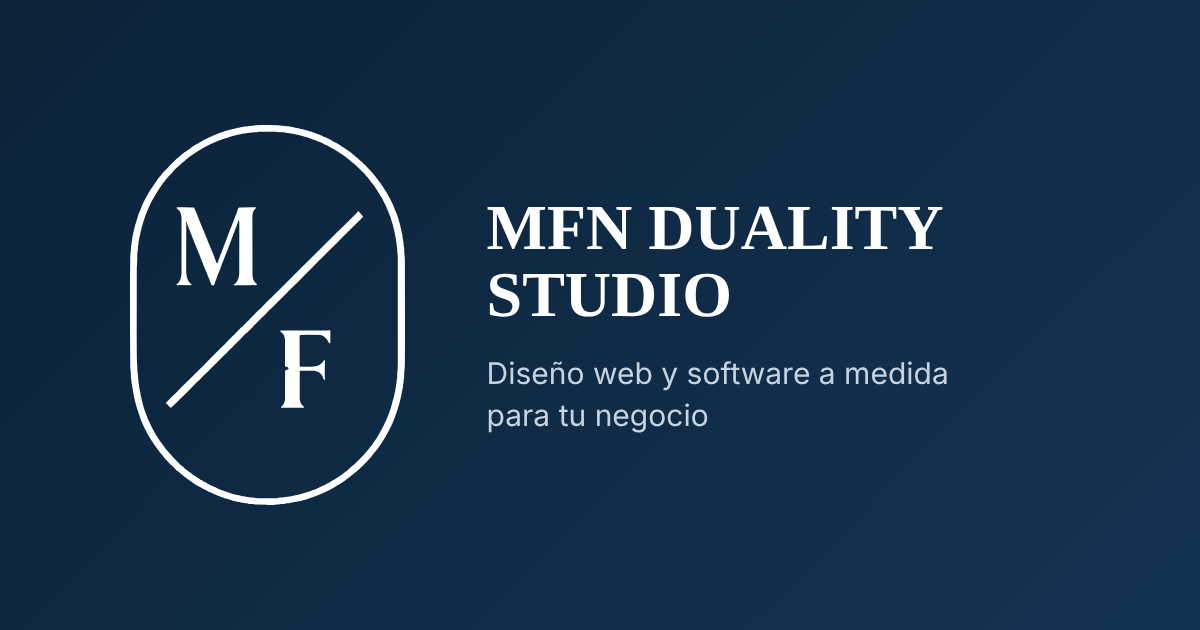 M
F
MFN DUALITY
STUDIO
Diseño web y software a medida
para tu negocio